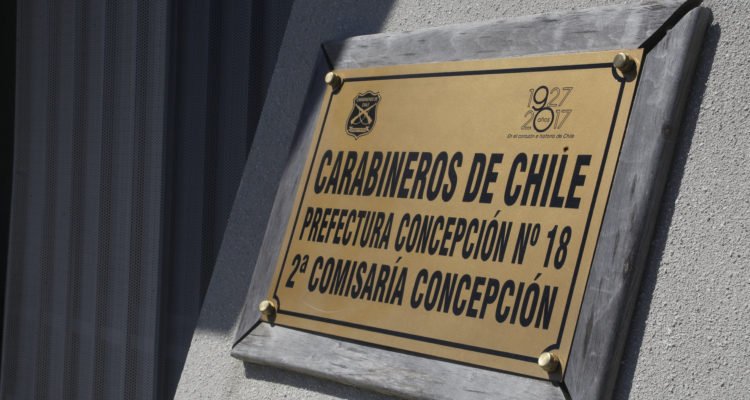 1927
2017
90 años
En el corazón e historia de Chile
CARABINEROS DE CHILE
PREFECTURA CONCEPCIÓN Nº 18
2ª COMISARÍA CONCEPCIÓN